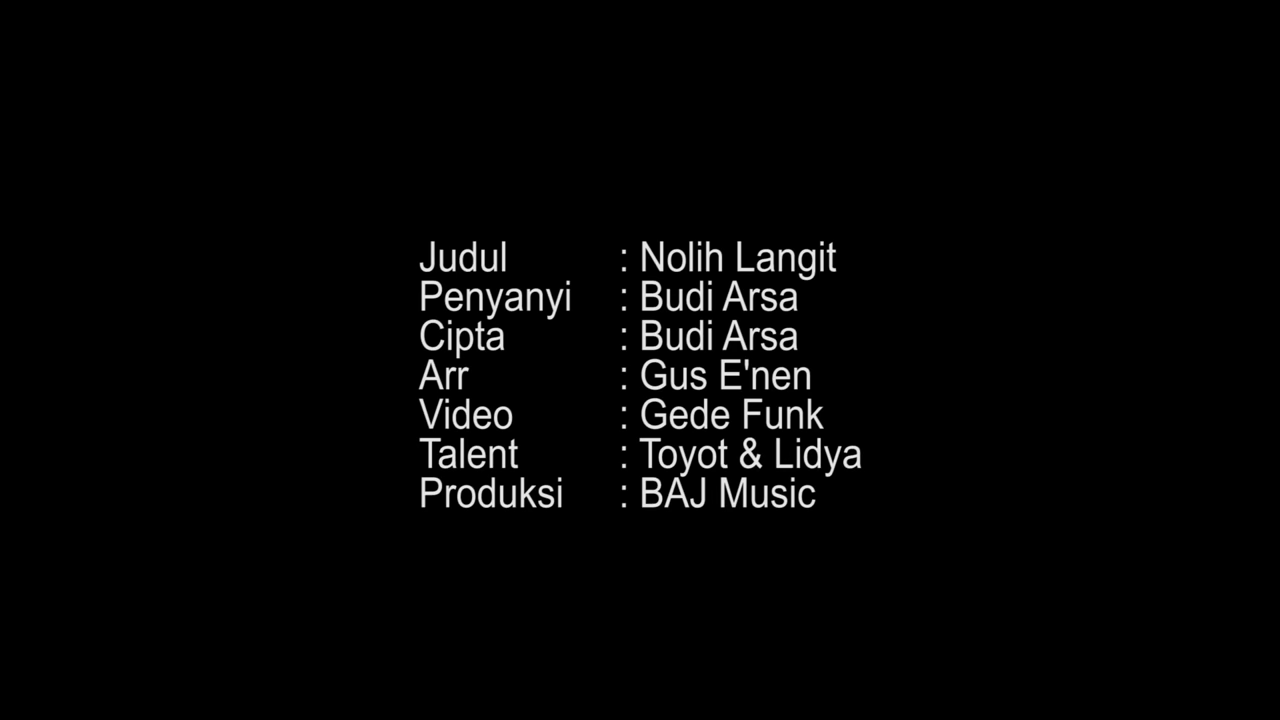 Judul : Nolih Langit
Penyanyi : Budi Arsa
Cipta : Budi Arsa
Arr : Gus E'nen
Video : Gede Funk
Talent : Toyot & Lidya
Produksi : BAJ Music